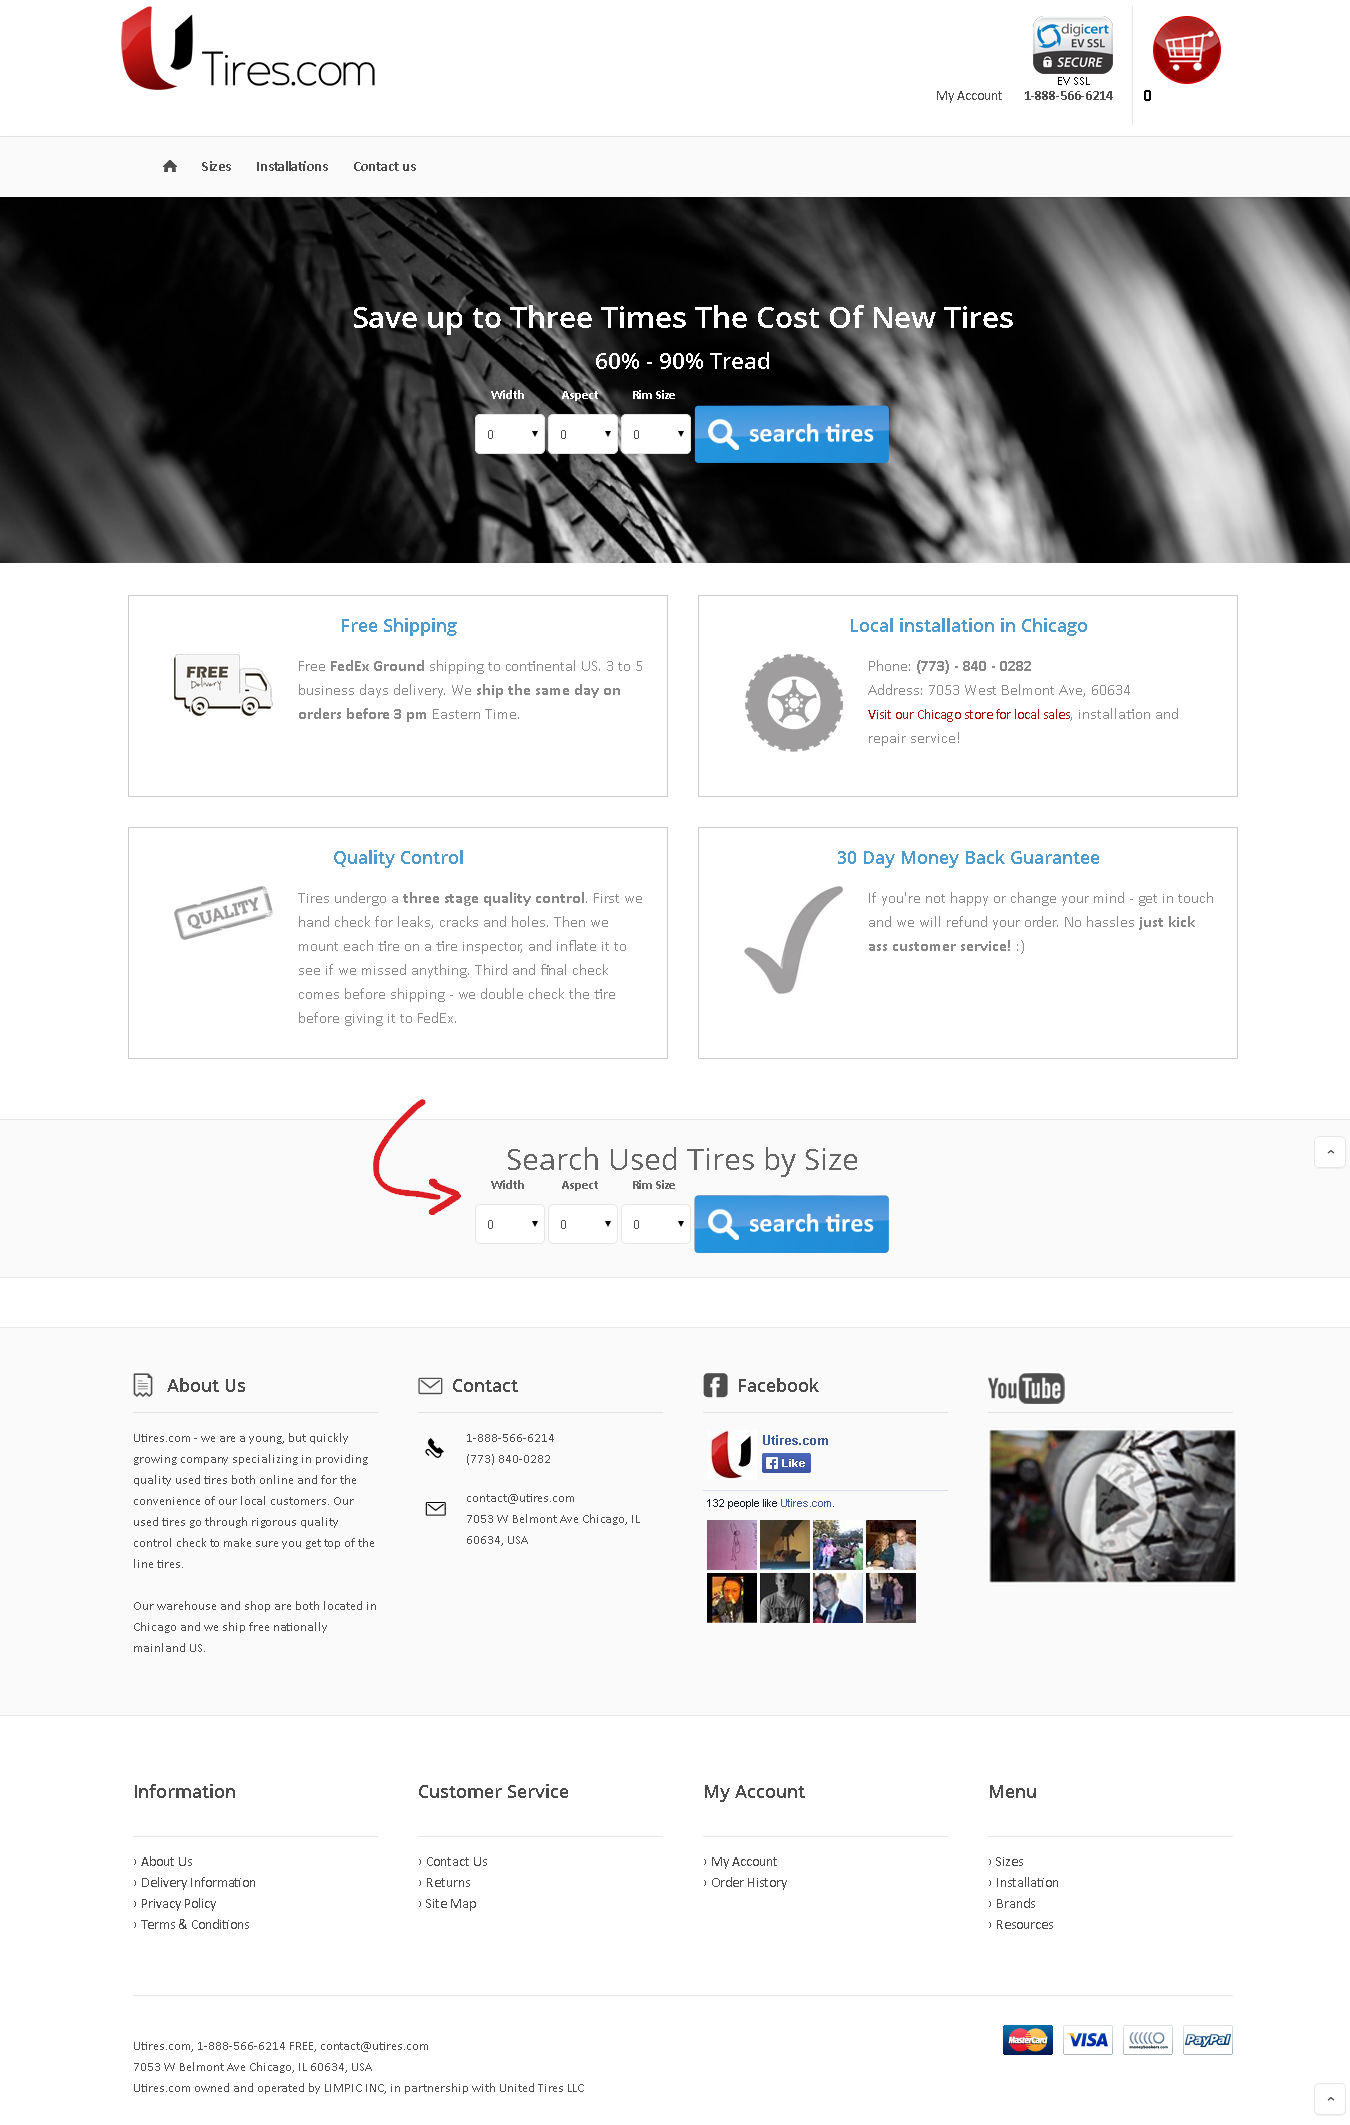 Tires.com
digicert
EV SSL
SECURE
EV SSL
My Account
1-888-566-6214
0
Sizes
Installations
Contact us
Save up to Three Times The Cost Of New Tires
60% - 90% Tread
Width Aspect Rim Size
0 0 0 search tires
Free Shipping
FREE
Delivery
Free FedEx Ground shipping to continental US. 3 to 5
business days delivery. We ship the same day on
orders before 3 pm Eastern Time.
Local installation in Chicago
Phone: (773) - 840 - 0282
Address: 7053 West Belmont Ave, 60634
Visit our Chicago store for local sales, installation and
repair service!
Quality Control
QUALITY
Tires undergo a three stage quality control. First we
hand check for leaks, cracks and holes. Then we
mount each tire on a tire inspector, and inflate it to
see if we missed anything. Third and final check
comes before shipping - we double check the tire
before giving it to FedEx.
30 Day Money Back Guarantee
If you're not happy or change your mind - get in touch
and we will refund your order. No hassles just kick
ass customer service! :)
Search Used Tires by Size
Width Aspect Rim Size
0 0 0 search tires
About Us
Utires.com - we are a young, but quickly
growing company specializing in providing
quality used tires both online and for the
convenience of our local customers. Our
used tires go through rigorous quality
control check to make sure you get top of the
line tires.
Our warehouse and shop are both located in
Chicago and we ship free nationally
mainland US.
Contact
1-888-566-6214
(773) 840-0282
contact@utires.com
7053 W Belmont Ave Chicago, IL
60634, USA
Facebook
Utires.com
Like
132 people like Utires.com.
YouTube
Information
› About Us
› Delivery Information
› Privacy Policy
› Terms & Conditions
Customer Service
› Contact Us
› Returns
› Site Map
My Account
› My Account
› Order History
Menu
› Sizes
› Installation
› Brands
› Resources
Utires.com, 1-888-566-6214 FREE, contact@utires.com
7053 W Belmont Ave Chicago, IL 60634, USA
Utires.com owned and operated by LIMPIC INC, in partnership with United Tires LLC
MasterCard
VISA
moneybookers.com
PayPal